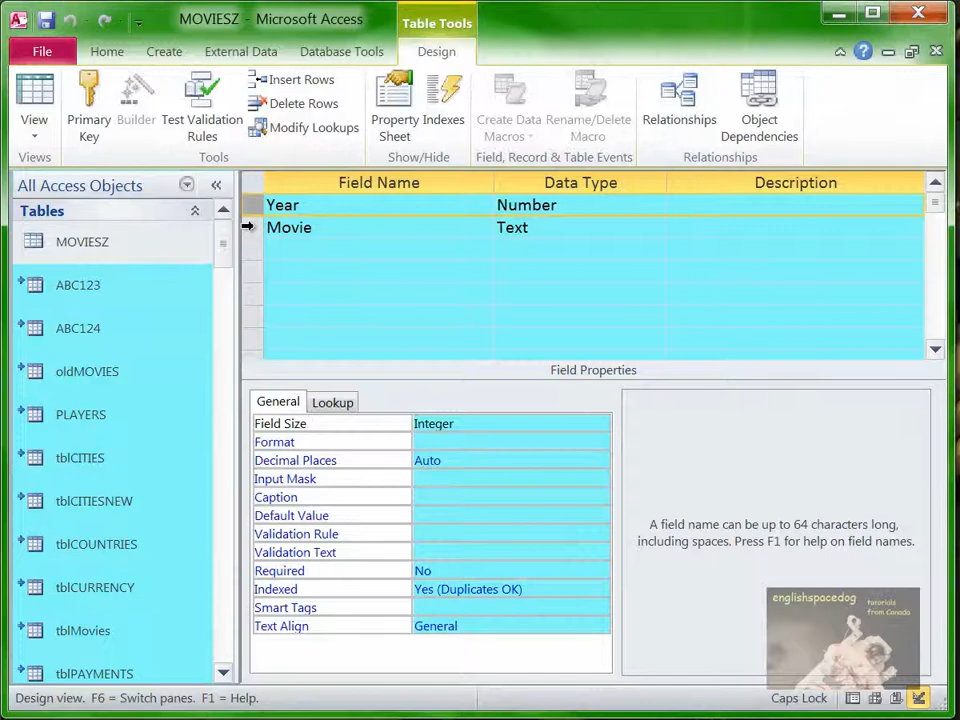 MOVIESZ - Microsoft Access
Table Tools
File Home Create External Data Database Tools Design
View
Views
Primary Key
Builder
Test Validation Rules
Insert Rows
Delete Rows
Modify Lookups
Tools
Property Sheet
Indexes
Show/Hide
Create Data Macros
Rename/Delete Macro
Field, Record & Table Events
Relationships
Object Dependencies
Relationships
All Access Objects
Tables
MOVIESZ
ABC123
ABC124
oldMOVIES
PLAYERS
tblCITIES
tblCITIESNEW
tblCOUNTRIES
tblCURRENCY
tblMovies
tblPAYMENTS
Field Name Data Type Description
Year Number
Movie Text
Field Properties
General Lookup
Field Size Integer
Format
Decimal Places Auto
Input Mask
Caption
Default Value
Validation Rule
Validation Text
Required No
Indexed Yes (Duplicates OK)
Smart Tags
Text Align General
A field name can be up to 64 characters long,
including spaces. Press F1 for help on field names.
englishspacedog
tutorials
from Canada
Design view. F6 = Switch panes. F1 = Help.
Caps Lock